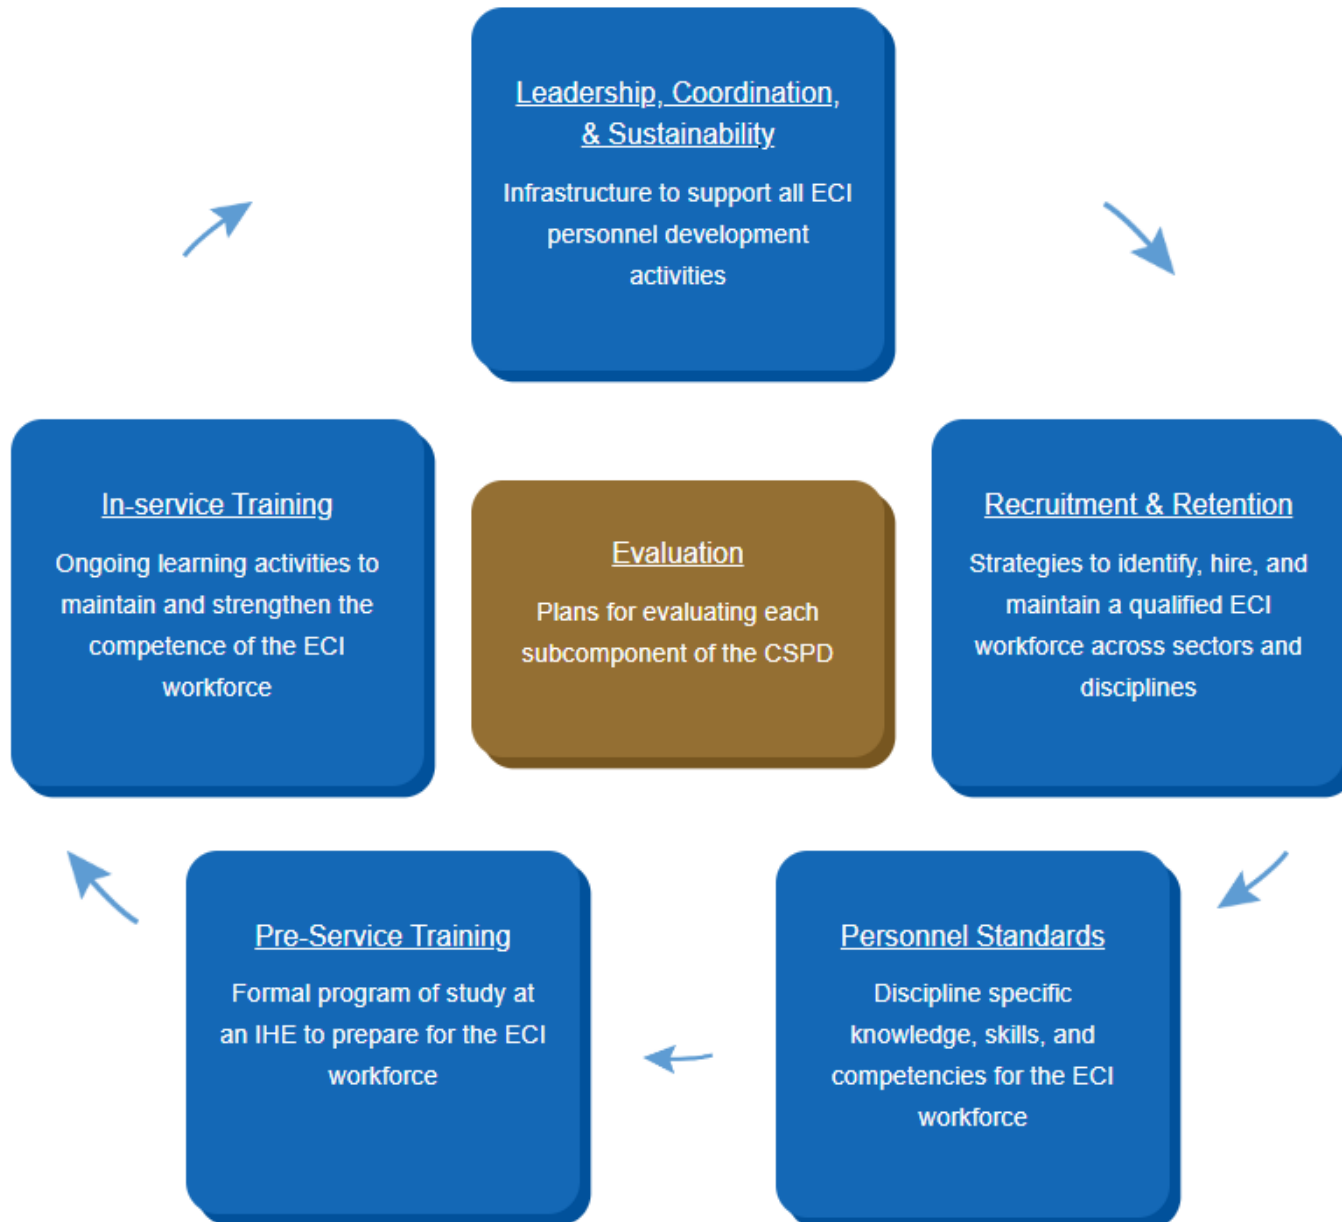 Leadership, Coordination,
& Sustainability
Infrastructure to support all ECI
personnel development
activities
In-service Training
Ongoing learning activities to
maintain and strengthen the
competence of the ECI
workforce
Evaluation
Plans for evaluating each
subcomponent of the CSPD
Recruitment & Retention
Strategies to identify, hire, and
maintain a qualified ECI
workforce across sectors and
disciplines
Pre-Service Training
Formal program of study at
an IHE to prepare for the ECI
workforce
Personnel Standards
Discipline specific
knowledge, skills, and
competencies for the ECI
workforce